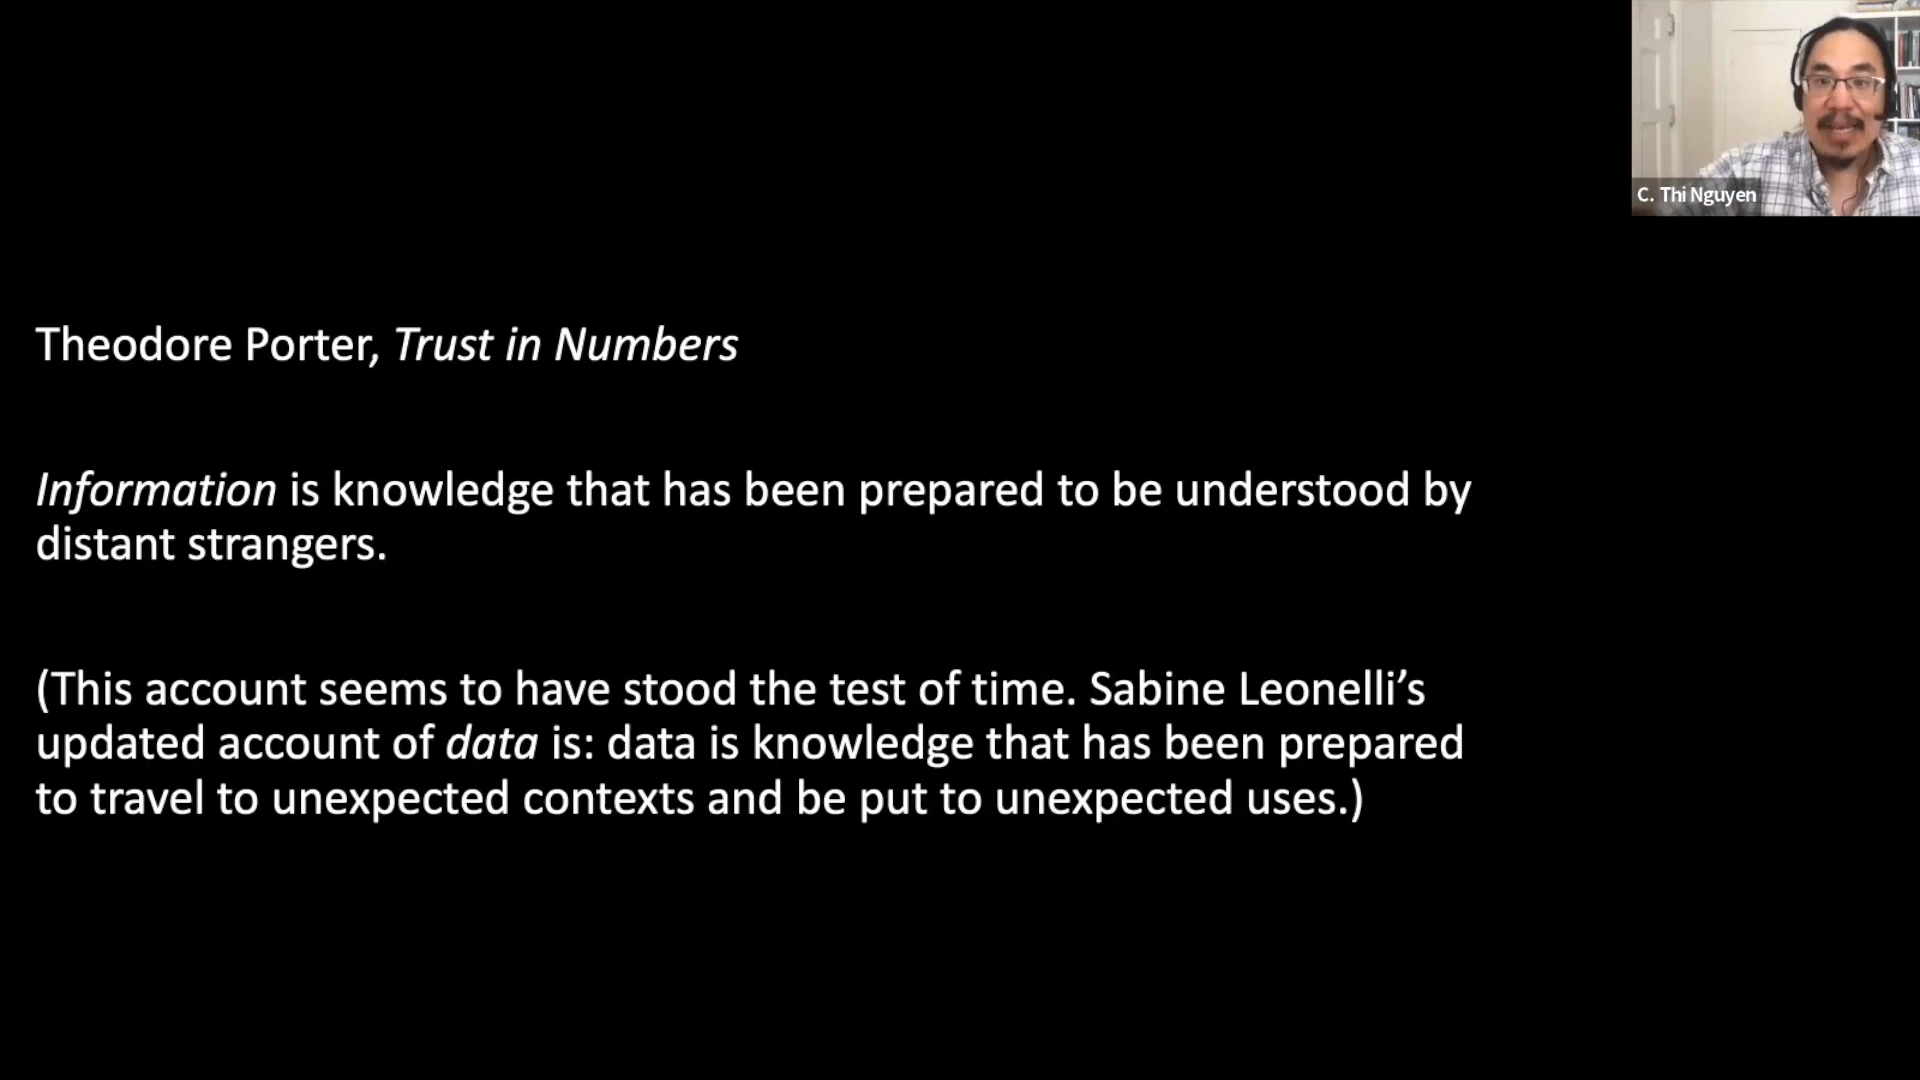 C. Thi Nguyen
Theodore Porter, Trust in Numbers
Information is knowledge that has been prepared to be understood by
distant strangers.
(This account seems to have stood the test of time. Sabine Leonelli’s
updated account of data is: data is knowledge that has been prepared
to travel to unexpected contexts and be put to unexpected uses.)